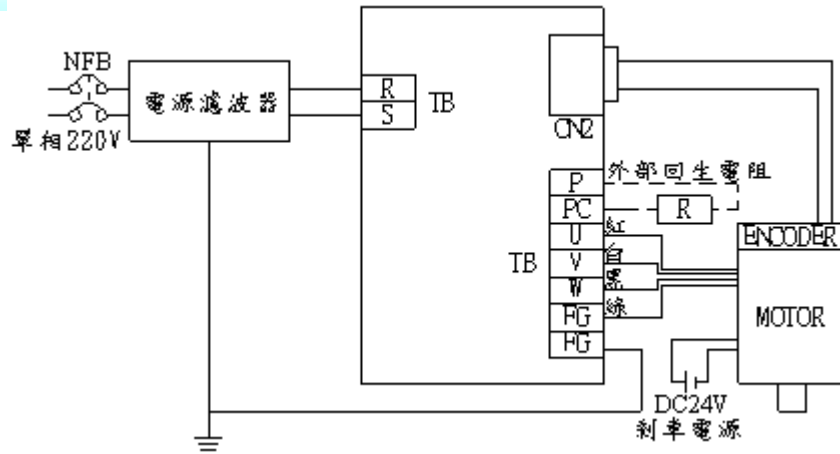 NFB
電源濾波器
單相220V
R
S
TB
CN2
P
外部回生電阻
PC
R
U
紅
V
白
TB
W
黑
FG
綠
FG
ENCODER
MOTOR
DC24V
剎車電源